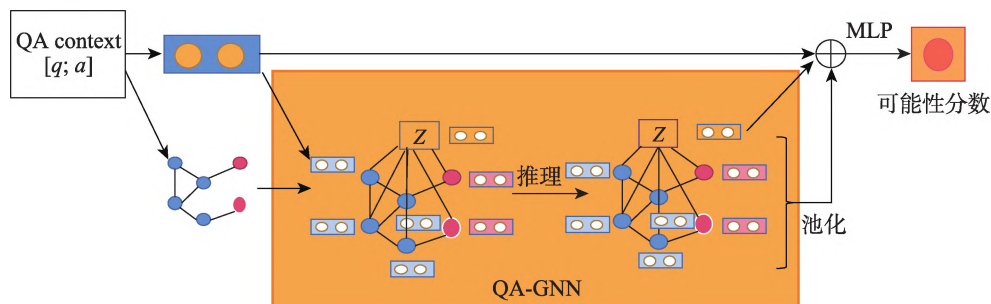 QA context
[q; a]
MLP
可能性分数
Z
Z
推理
池化
QA-GNN